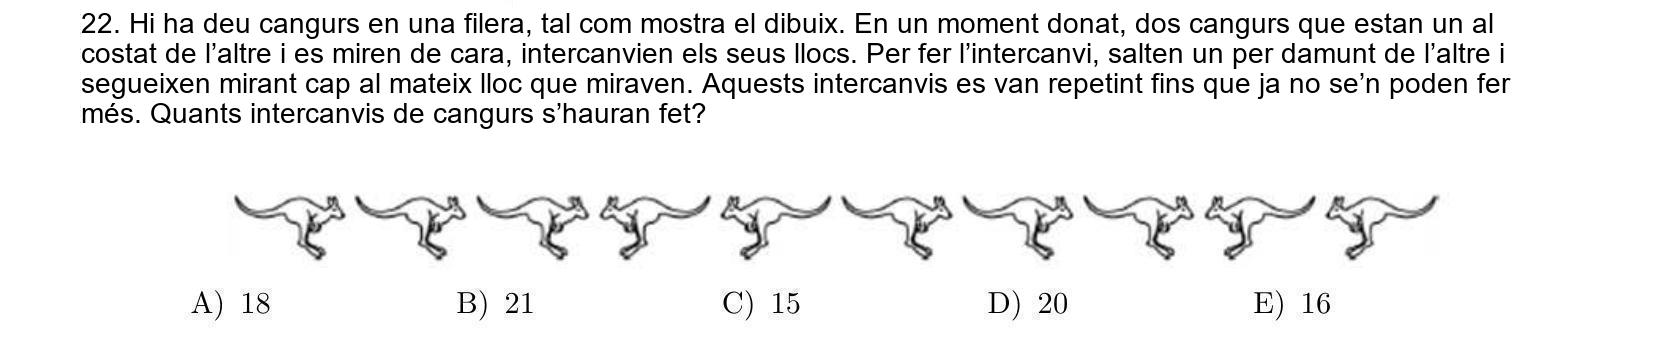 22. Hi ha deu cangurs en una filera, tal com mostra el dibuix. En un moment donat, dos cangurs que estan un al
costat de l’altre i es miren de cara, intercanvien els seus llocs. Per fer l’intercanvi, salten un per damunt de l’altre i
segueixen mirant cap al mateix lloc que miraven. Aquests intercanvis es van repetint fins que ja no se’n poden fer
més. Quants intercanvis de cangurs s’hauran fet?
A) 18 B) 21 C) 15 D) 20 E) 16